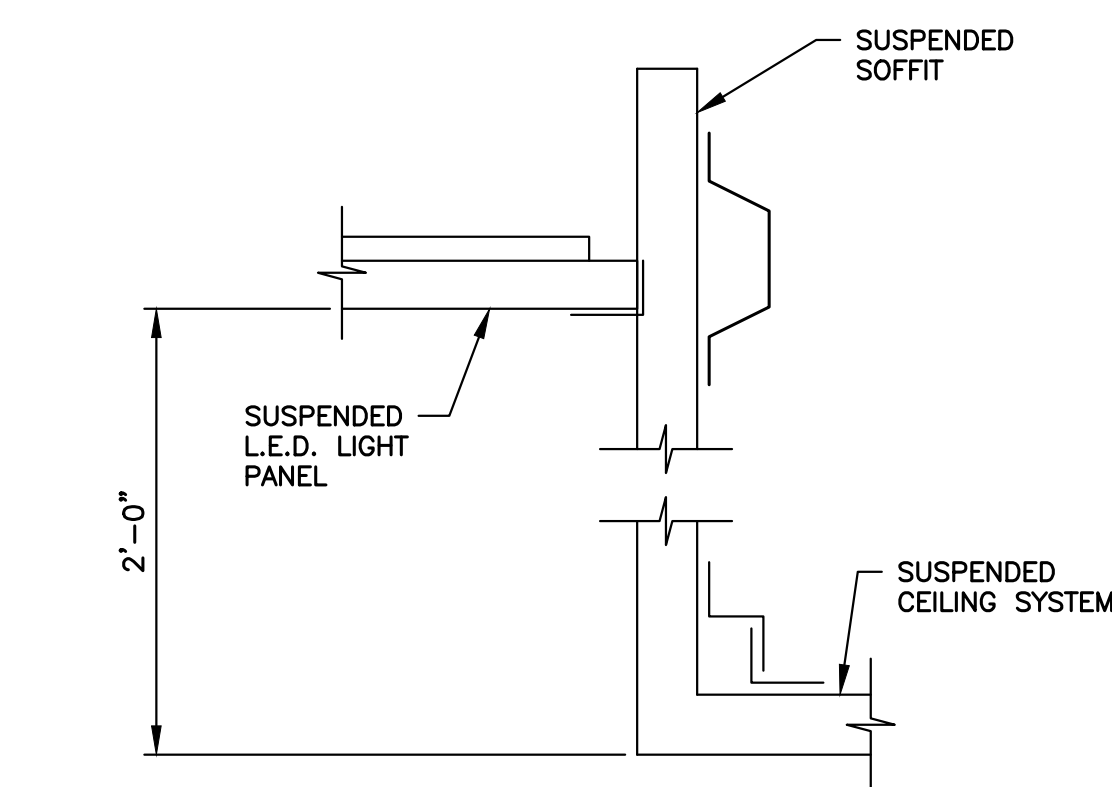 SUSPENDED
SOFFIT
SUSPENDED
L.E.D. LIGHT
PANEL
2'-0"
SUSPENDED
CEILING SYSTEM